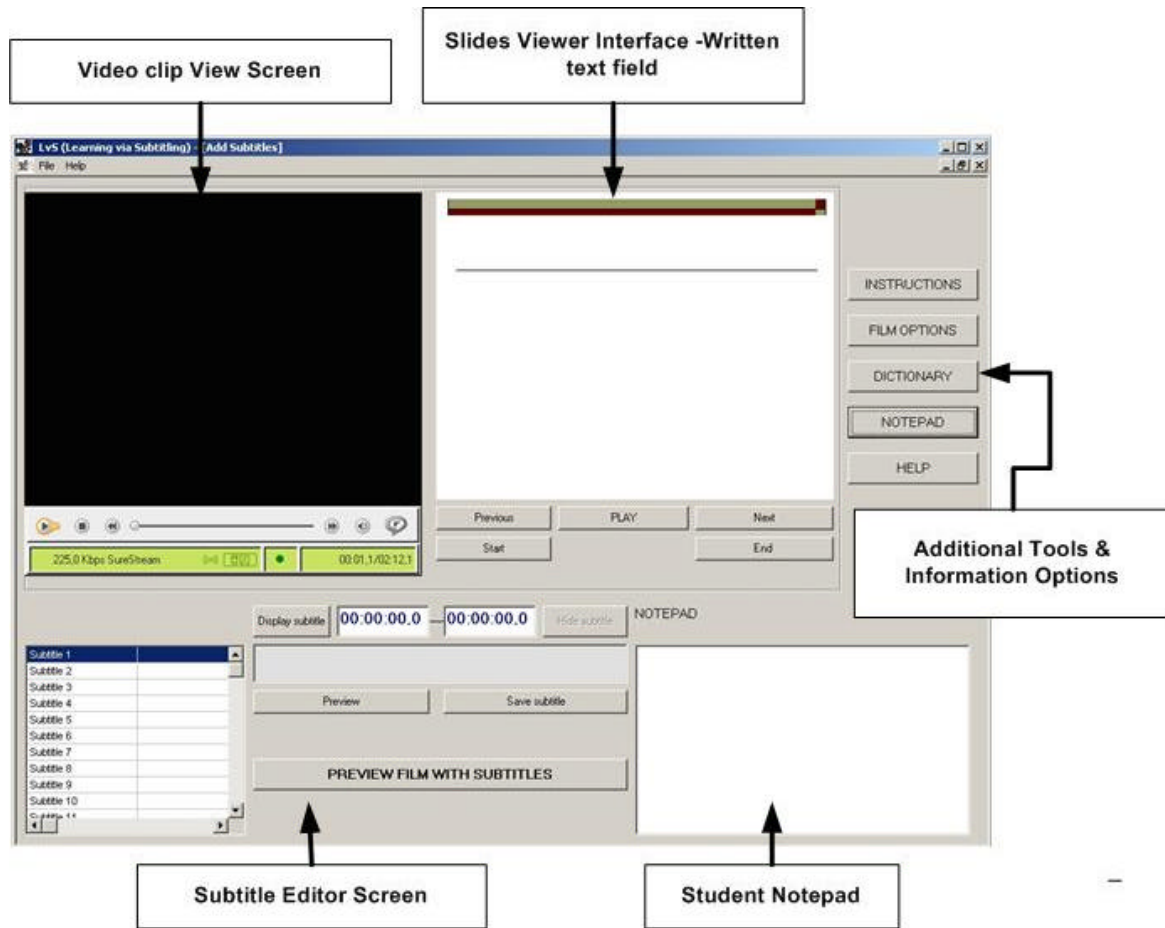 Video clip View Screen
Slides Viewer Interface -Written
text field
LvS (Learning via Subtitling) - [Add Subtitles]
File Help
INSTRUCTIONS
FILM OPTIONS
DICTIONARY
NOTEPAD
HELP
Previous PLAY Next
Start End
225,0 Kbps SureStream 00:01,1/02:12,1
Additional Tools &
Information Options
Display subtitle 00:00:00,0 — 00:00:00,0 Hide subtitle NOTEPAD
Subtitle 1
Subtitle 2
Subtitle 3
Subtitle 4
Subtitle 5
Subtitle 6
Subtitle 7
Subtitle 8
Subtitle 9
Subtitle 10
Subtitle 11
Preview Save subtitle
PREVIEW FILM WITH SUBTITLES
Subtitle Editor Screen
Student Notepad